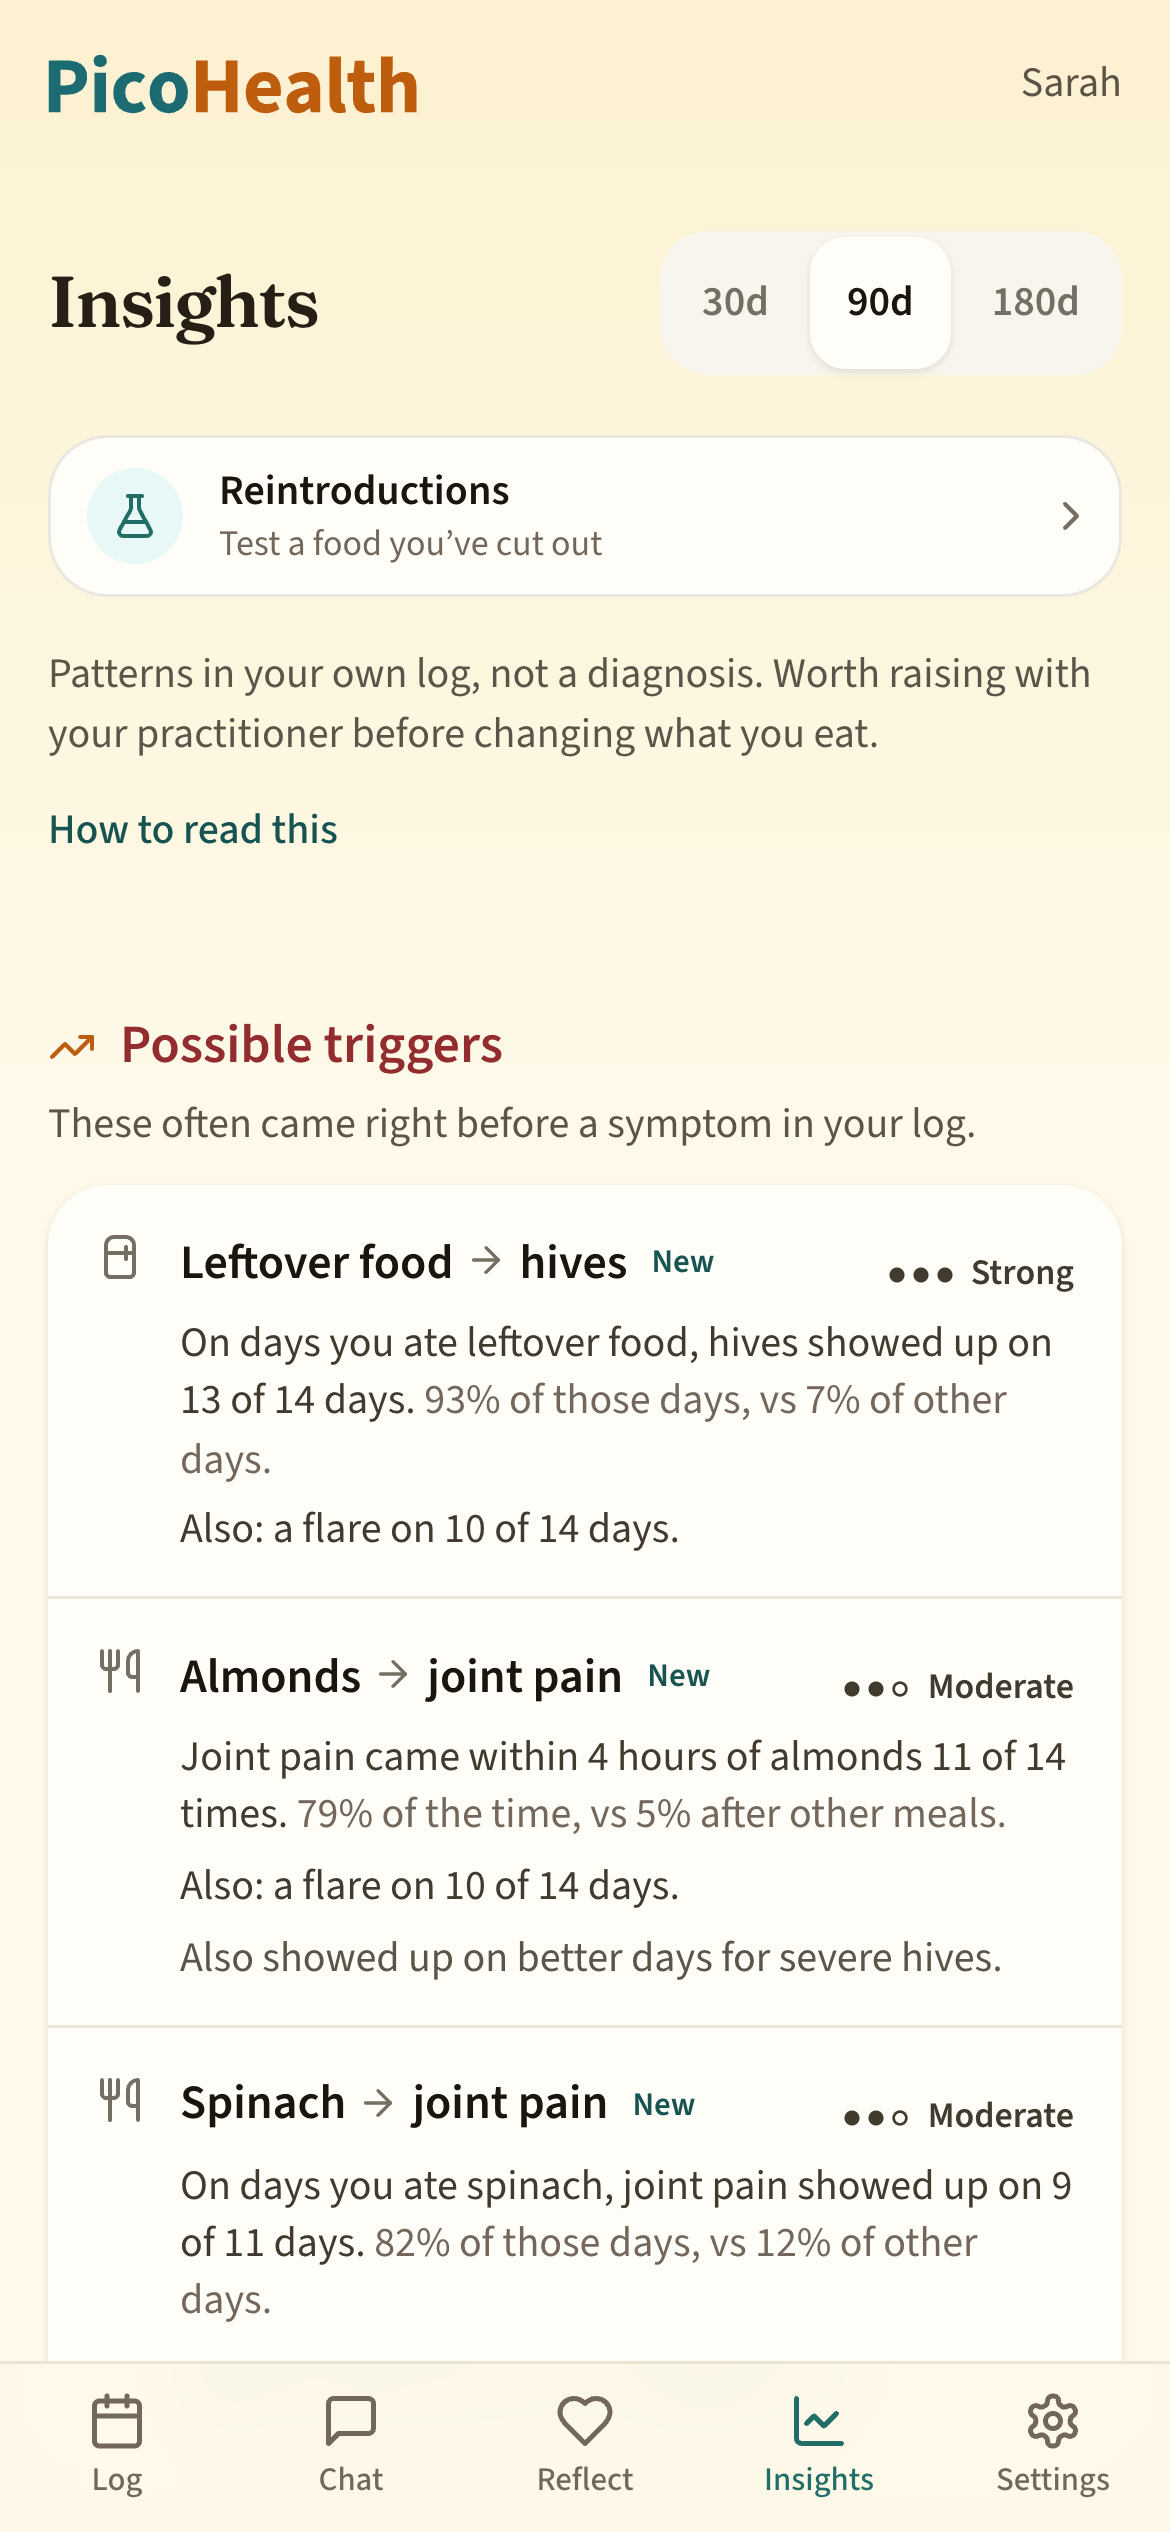 PicoHealth
Sarah
Insights
30d 90d 180d
Reintroductions
Test a food you’ve cut out
Patterns in your own log, not a diagnosis. Worth raising with
your practitioner before changing what you eat.
How to read this
Possible triggers
These often came right before a symptom in your log.
Leftover food → hives New
Strong
On days you ate leftover food, hives showed up on
13 of 14 days. 93% of those days, vs 7% of other
days.
Also: a flare on 10 of 14 days.
Almonds → joint pain New
Moderate
Joint pain came within 4 hours of almonds 11 of 14
times. 79% of the time, vs 5% after other meals.
Also: a flare on 10 of 14 days.
Also showed up on better days for severe hives.
Spinach → joint pain New
Moderate
On days you ate spinach, joint pain showed up on 9
of 11 days. 82% of those days, vs 12% of other
days.
Log Chat Reflect Insights Settings